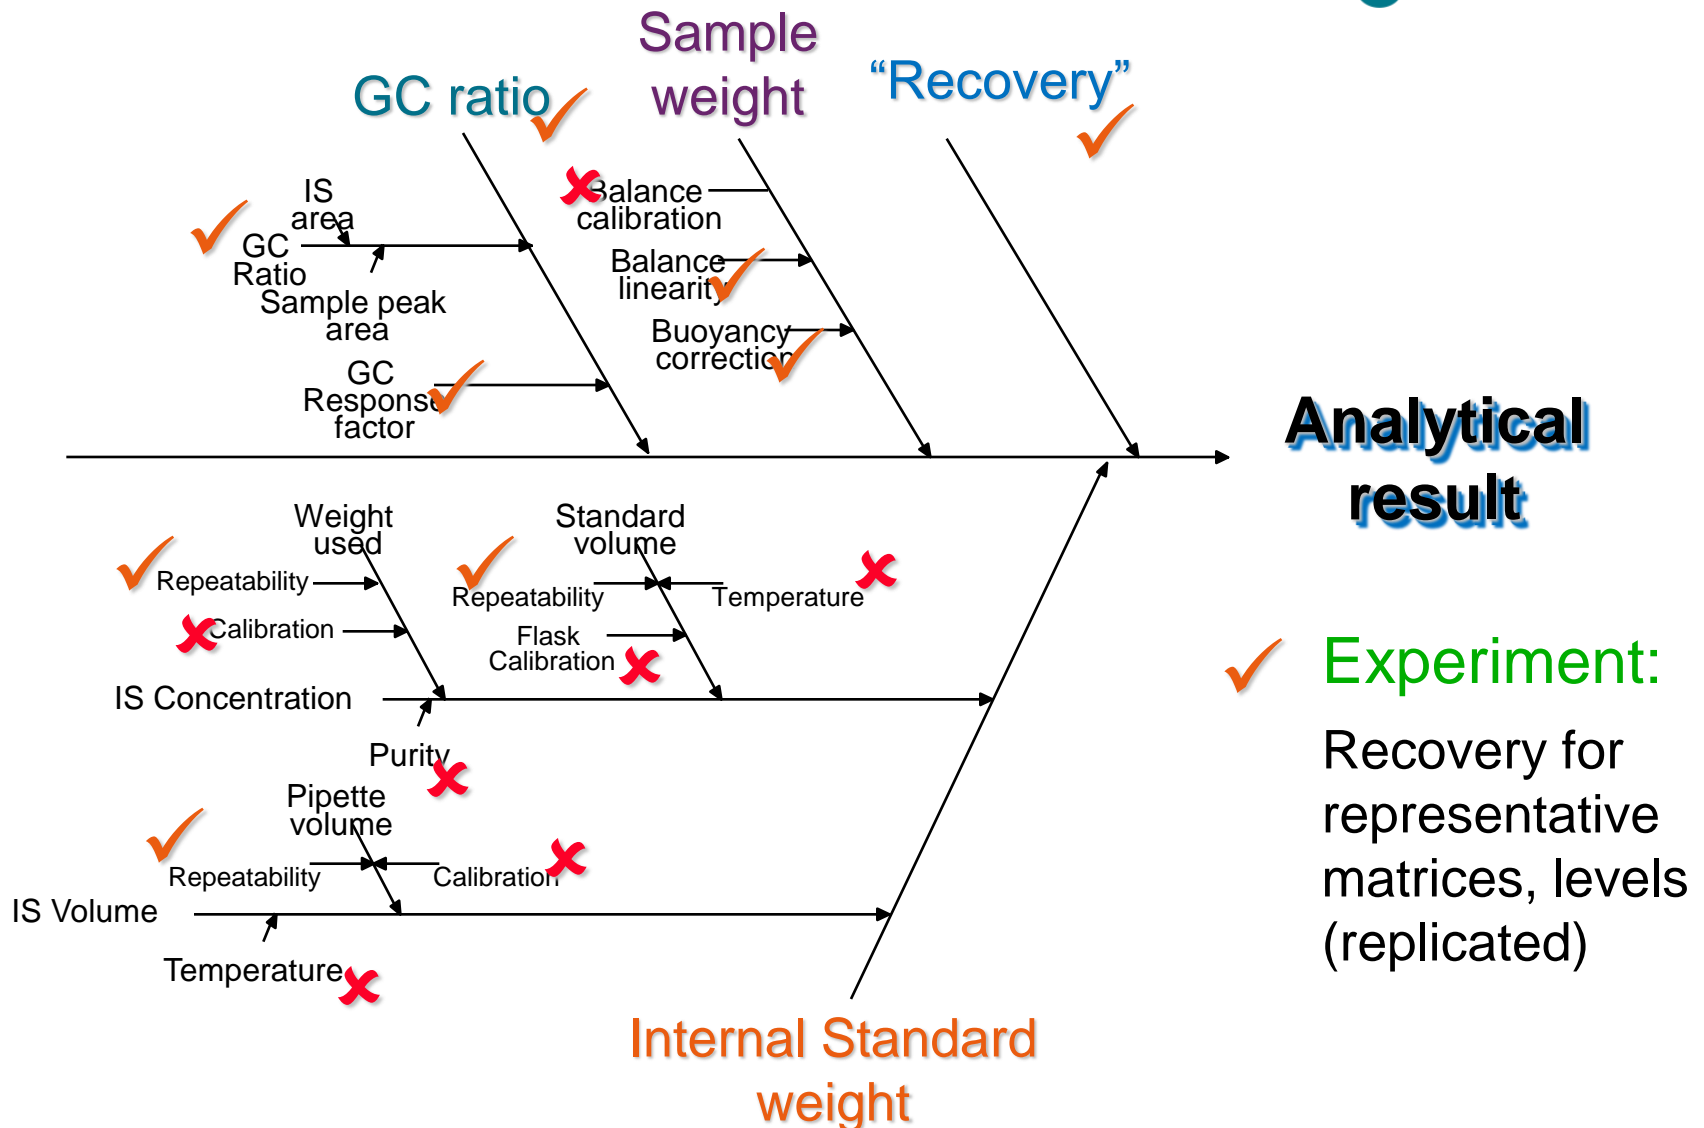 Sample
weight
GC ratio
“Recovery”
IS
area
GC
Ratio
Sample peak
area
GC
Response
factor
Balance
calibration
Balance
linearity
Buoyancy
correction
Analytical
result
Weight
used
Repeatability
Calibration
Standard
volume
Repeatability
Temperature
Flask
Calibration
IS Concentration
Purity
Pipette
volume
Repeatability
Calibration
IS Volume
Temperature
Internal Standard
weight
Experiment:
Recovery for
representative
matrices, levels
(replicated)